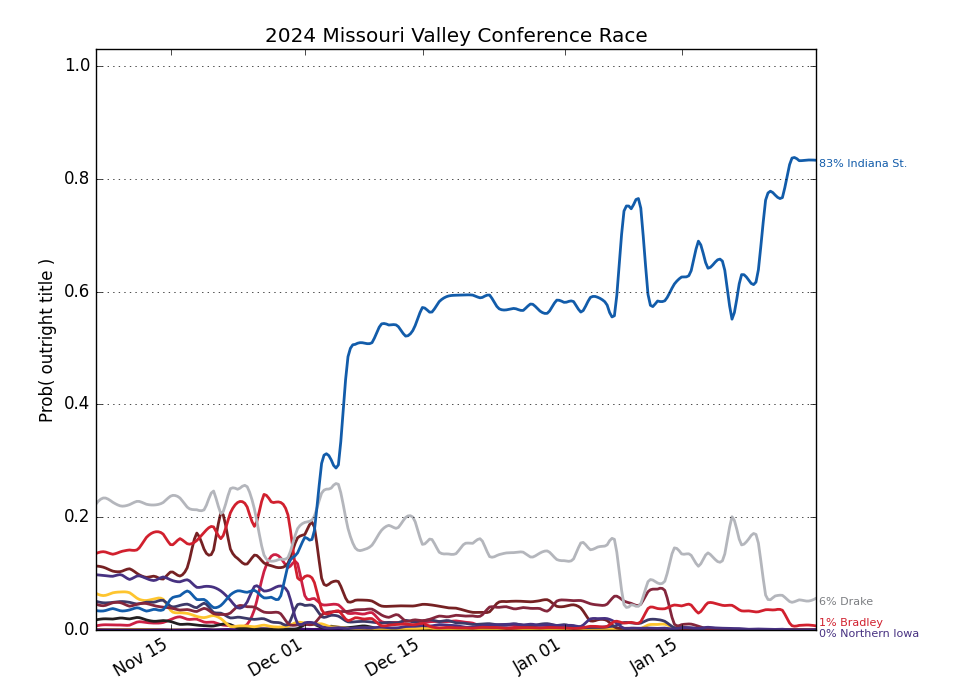 2024 Missouri Valley Conference Race
1.0
0.8
0.6
0.4
0.2
0.0
Prob( outright title )
83% Indiana St.
6% Drake
1% Bradley
0% Northern Iowa
Nov 15
Dec 01
Dec 15
Jan 01
Jan 15